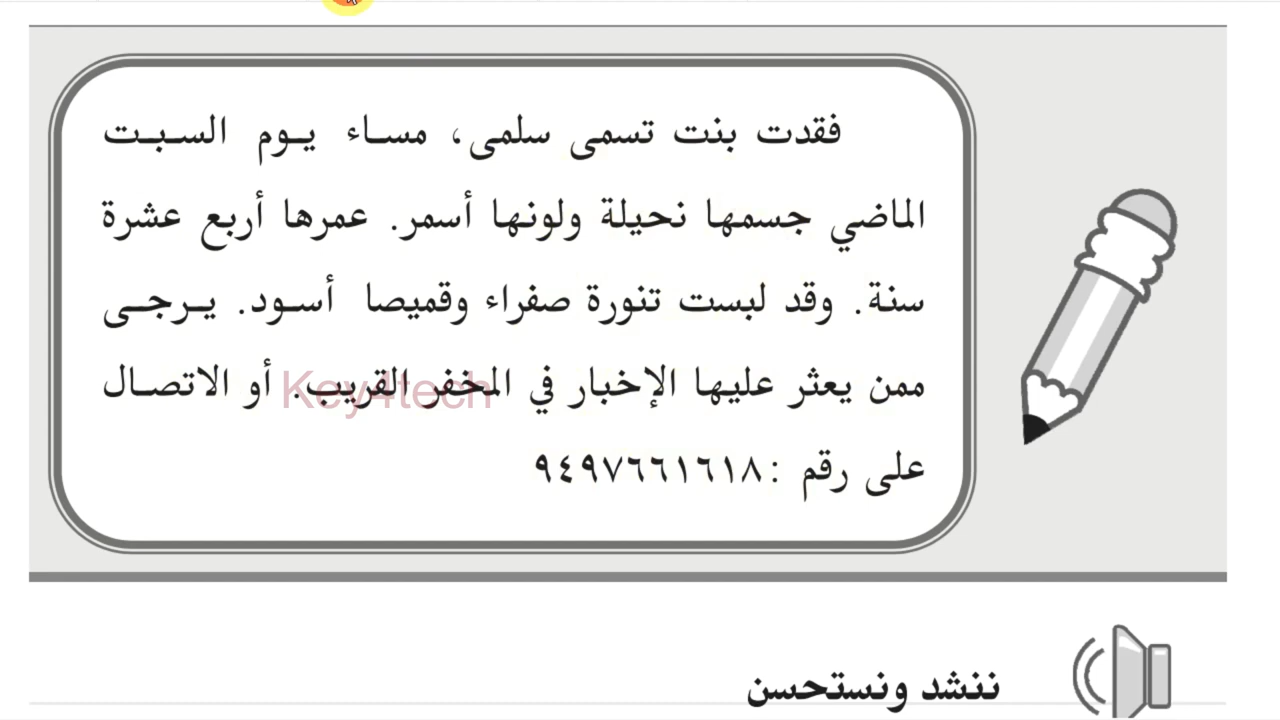 فقدت بنت تسمى سلمى، مساء يوم السبت
الماضي جسمها نحيلة ولونها أسمر. عمرها أربع عشرة
سنة. وقد لبست تنورة صفراء وقميصا أسود. يرجى
ممن يعثر عليها الإخبار في المخفر القريب. أو الاتصال
على رقم :٩٤٩٧٦٦١٦١٨
Key4tech
ننشد ونستحسن